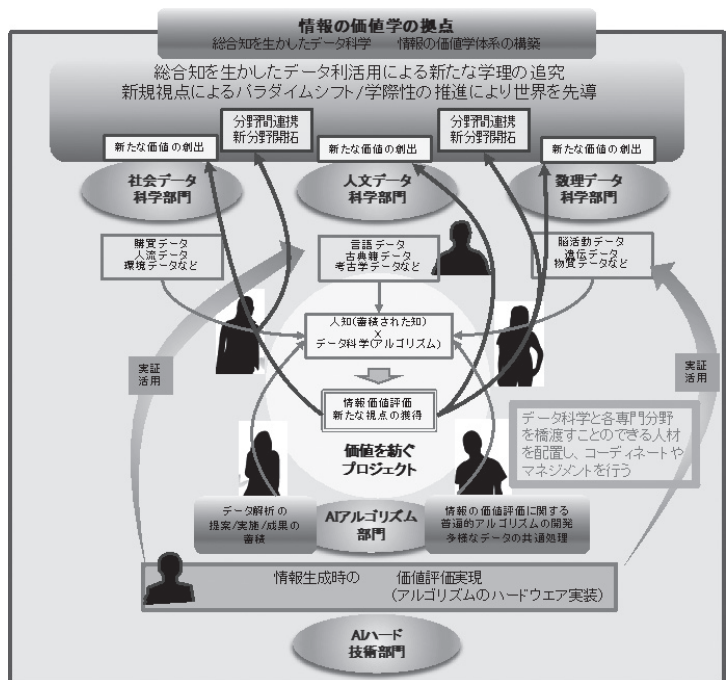 情報の価値学の拠点
総合知を生かしたデータ科学　情報の価値学体系の構築
総合知を生かしたデータ利活用による新たな学理の追究
新規視点によるパラダイムシフト/学際性の推進により世界を先導
分野間連携
新分野開拓
分野間連携
新分野開拓
新たな価値の創出
新たな価値の創出
新たな価値の創出
社会データ
科学部門
人文データ
科学部門
数理データ
科学部門
購買データ
人流データ
環境データなど
言語データ
古典籍データ
考古学データなど
脳活動データ
遺伝データ
物質データなど
人知(蓄積された知)
×
データ科学(アルゴリズム)
実証
活用
実証
活用
情報価値評価
新たな視点の獲得
価値を紡ぐ
プロジェクト
データ科学と各専門分野
を橋渡すことのできる人材
を配置し、コーディネートや
マネジメントを行う
データ解析の
提案/実施/成果の
蓄積
AIアルゴリズム
部門
情報の価値評価に関する
普遍的アルゴリズムの開発
多様なデータの共通処理
情報生成時の　価値評価実現
(アルゴリズムのハードウエア実装)
AIハード
技術部門